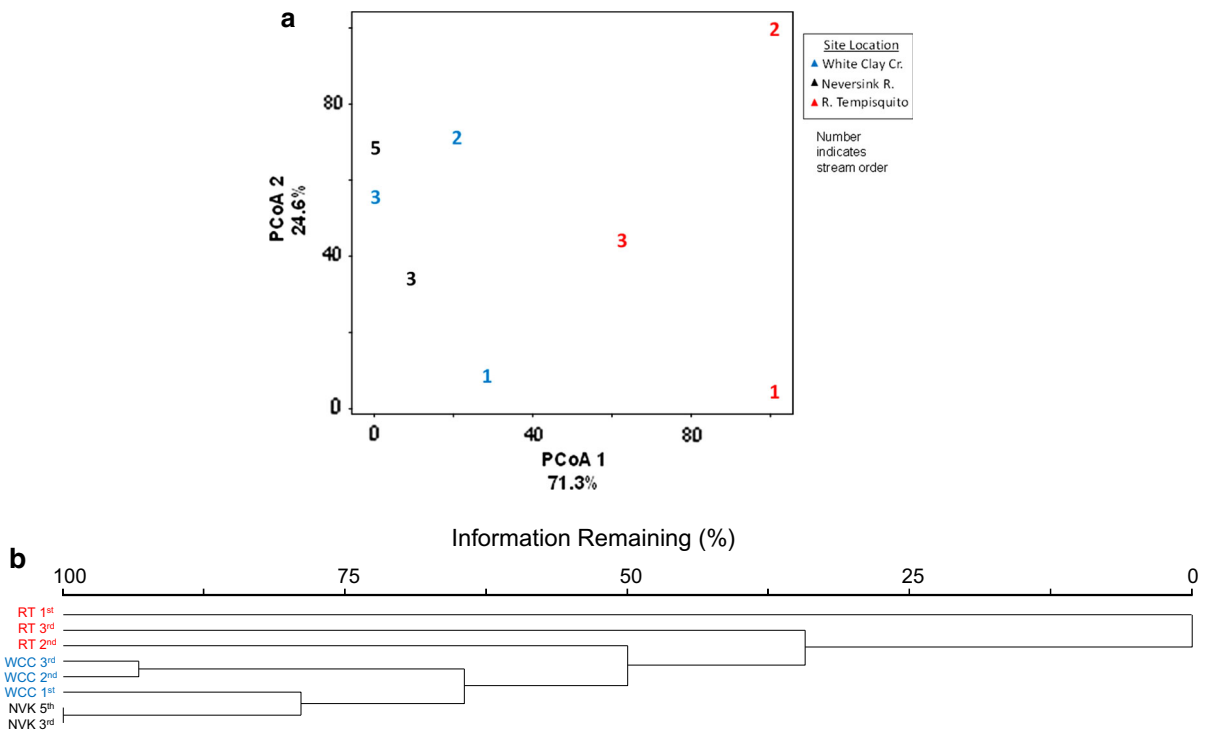 a
80
40
0
PCoA 2
24.6%
2
5
2
3
3
3
1
1
0
40
80
PCoA 1
71.3%
Site Location
▲ White Clay Cr.
▲ Neversink R.
▲ R. Tempisquito
Number
indicates
stream order
b
Information Remaining (%)
100 75 50 25 0
RT 1st
RT 3rd
RT 2nd
WCC 3rd
WCC 2nd
WCC 1st
NVK 5th
NVK 3rd